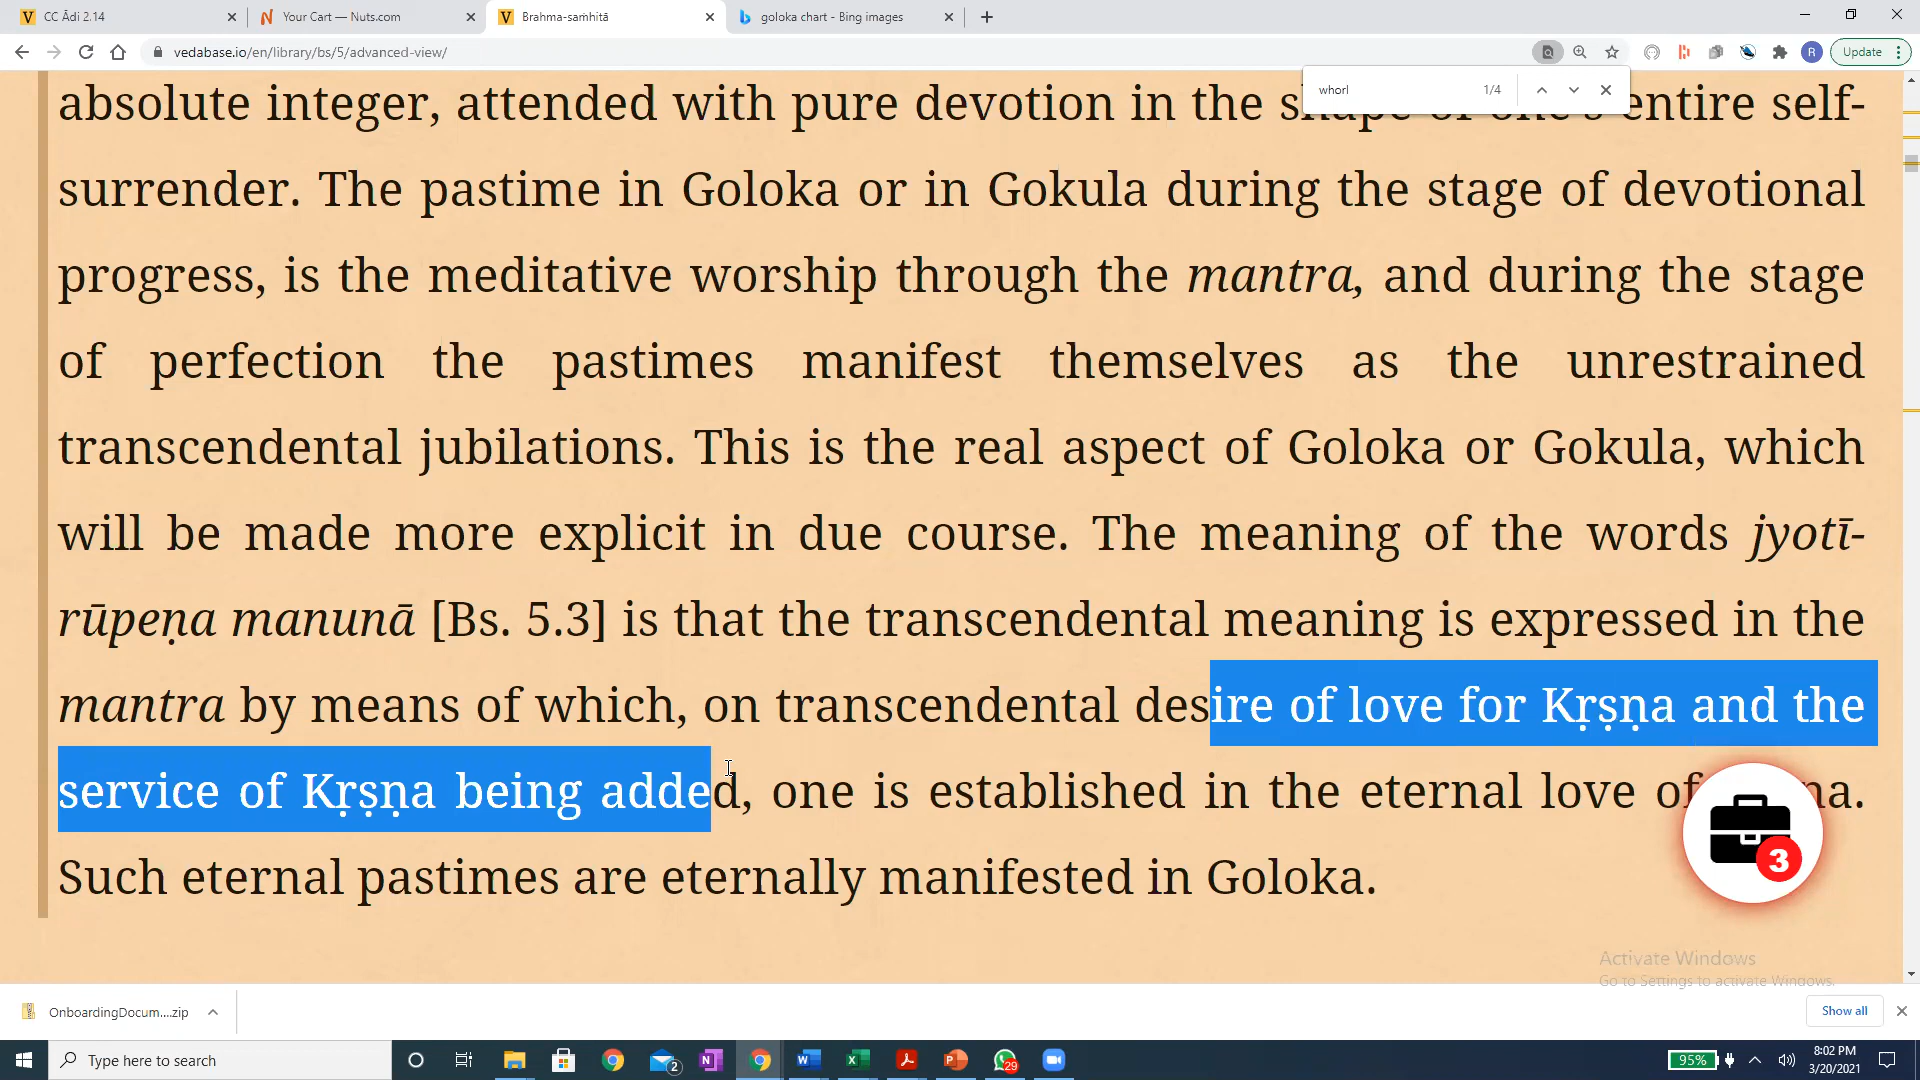 CC Ādi 2.14
Your Cart — Nuts.com
Brahma-saṁhitā
goloka chart - Bing images
vedabase.io/en/library/bs/5/advanced-view/
R
Update
whorl 1/4
absolute integer, attended with pure devotion in the shape of one's entire self-
surrender. The pastime in Goloka or in Gokula during the stage of devotional
progress, is the meditative worship through the mantra, and during the stage
of perfection the pastimes manifest themselves as the unrestrained
transcendental jubilations. This is the real aspect of Goloka or Gokula, which
will be made more explicit in due course. The meaning of the words jyotī-
rūpeṇa manunā [Bs. 5.3] is that the transcendental meaning is expressed in the
mantra by means of which, on transcendental desire of love for Kṛṣṇa and the
service of Kṛṣṇa being added, one is established in the eternal love of
Such eternal pastimes are eternally manifested in Goloka.
3
Activate Windows
Go to Settings to activate Windows.
OnboardingDocum....zip
Show all
Type here to search
2
29
95%
8:02 PM
3/20/2021